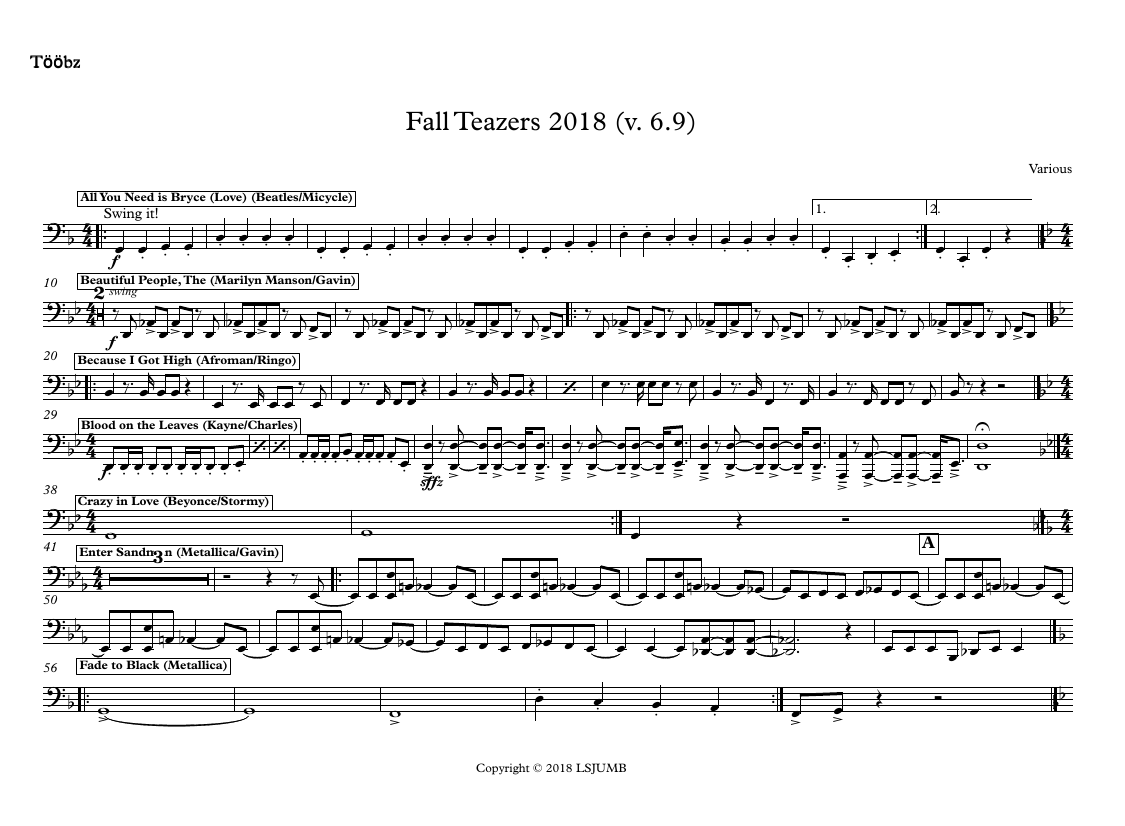 Tööbz
Fall Teazers 2018 (v. 6.9)
Various
All You Need is Bryce (Love) (Beatles/Micycle)
Swing it!
1.
2.
f
10
Beautiful People, The (Marilyn Manson/Gavin)
2
swing
f
20
Because I Got High (Afroman/Ringo)
29
Blood on the Leaves (Kayne/Charles)
f
sffz
38
Crazy in Love (Beyonce/Stormy)
41
Enter Sandman (Metallica/Gavin)
3
A
50
56
Fade to Black (Metallica)
Copyright © 2018 LSJUMB